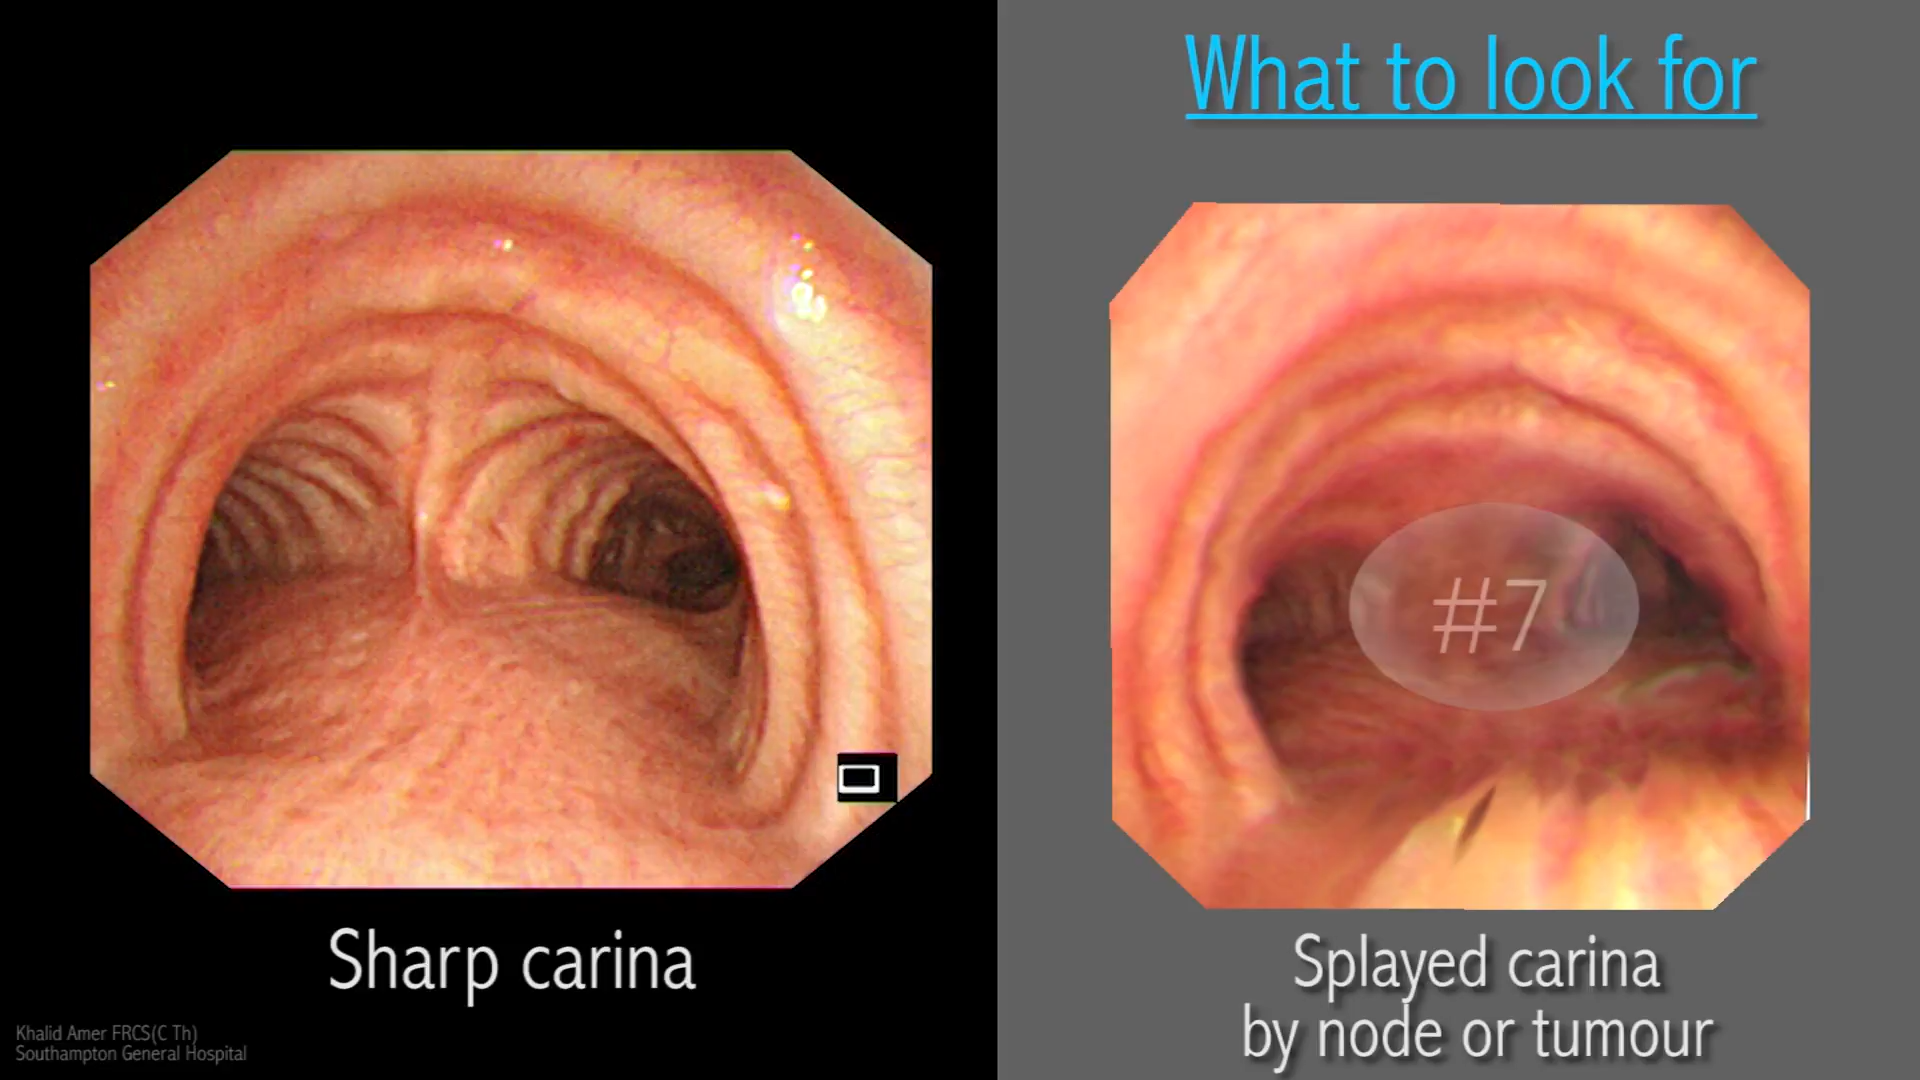 What to look for
#7
Sharp carina
Splayed carina
by node or tumour
Khalid Amer FRCS(C Th)
Southampton General Hospital